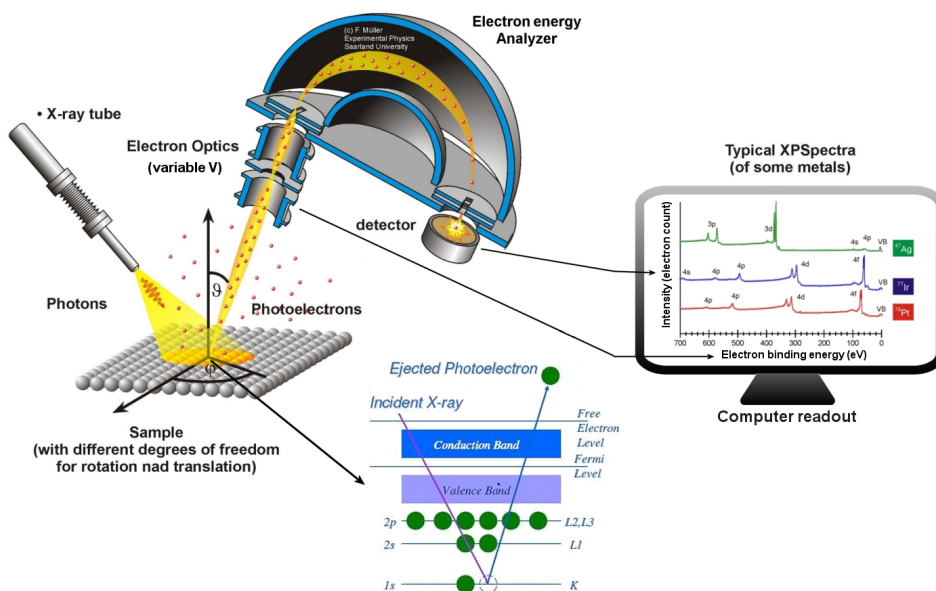 (c) F. Müller
Experimental Physics
Saarland University
Electron energy
Analyzer
• X-ray tube
Electron Optics
(variable V)
detector
Typical XPSpectra
(of some metals)
Intensity (electron count)
3p
3d
4s
4p
VB
47Ag
4s
4p
4p
4d
4f
VB
77Ir
4p
4p
4d
4f
VB
78Pt
700 600 500 400 300 200 100 0
Electron binding energy (eV)
Computer readout
Photons
ϑ
Photoelectrons
φ
Sample
(with different degrees of freedom
for rotation nad translation)
Ejected Photoelectron
Incident X-ray
Free
Electron
Level
Conduction Band
Fermi
Level
Valence Band
2p
L2,L3
2s
L1
1s
K